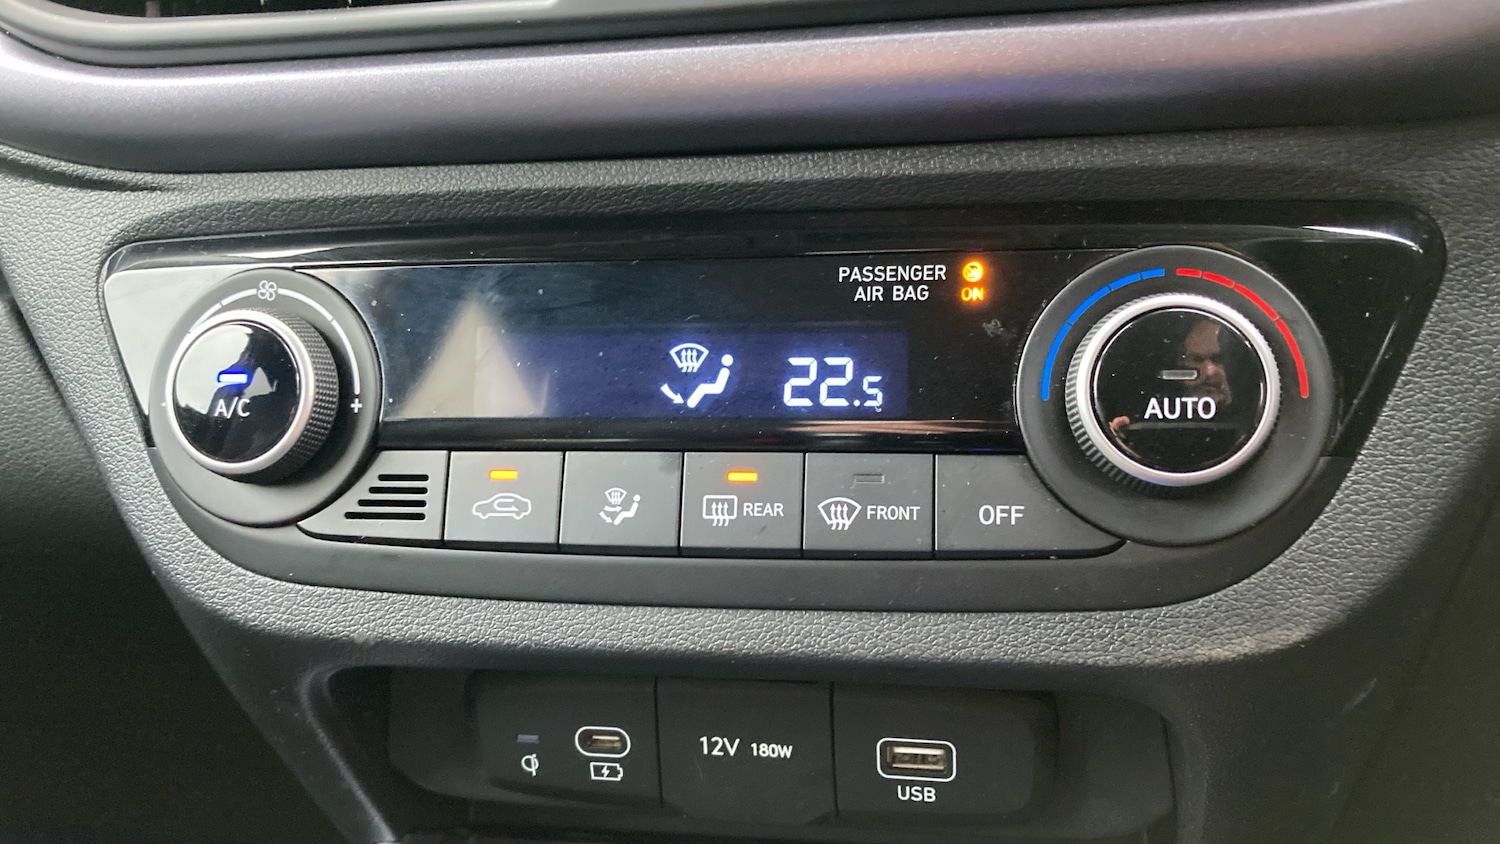 PASSENGER
AIR BAG
ON
22.5
A/C
+
AUTO
REAR
FRONT
OFF
12V 180W
USB